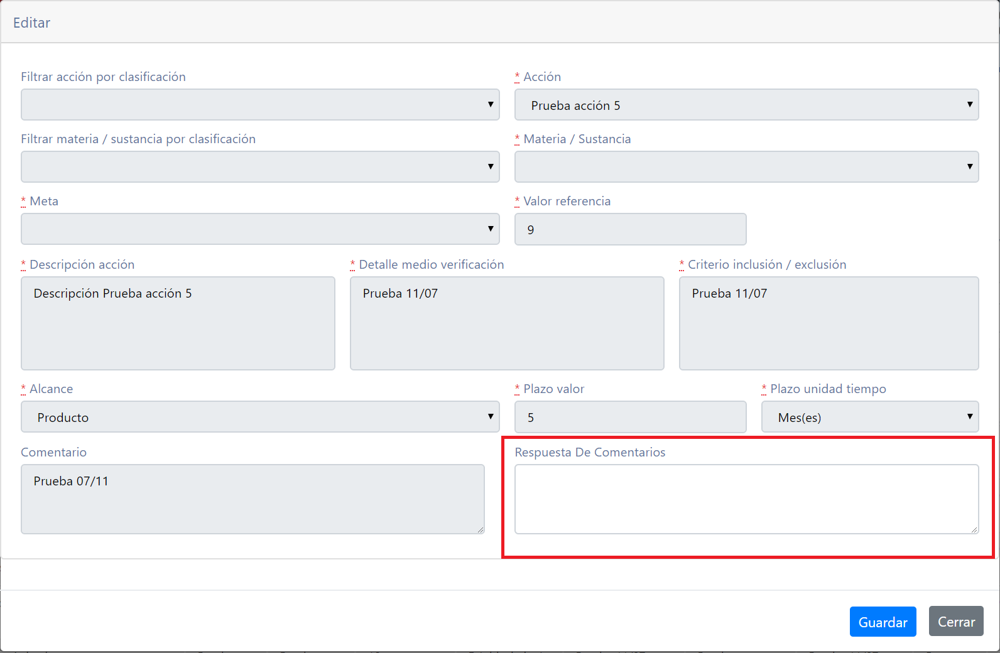 Editar
Filtrar acción por clasificación
* Acción
Prueba acción 5
Filtrar materia / sustancia por clasificación
* Materia / Sustancia
* Meta
* Valor referencia
9
* Descripción acción
* Detalle medio verificación
* Criterio inclusión / exclusión
Descripción Prueba acción 5
Prueba 11/07
Prueba 11/07
* Alcance
* Plazo valor
* Plazo unidad tiempo
Producto
5
Mes(es)
Comentario
Respuesta De Comentarios
Prueba 07/11
Guardar
Cerrar